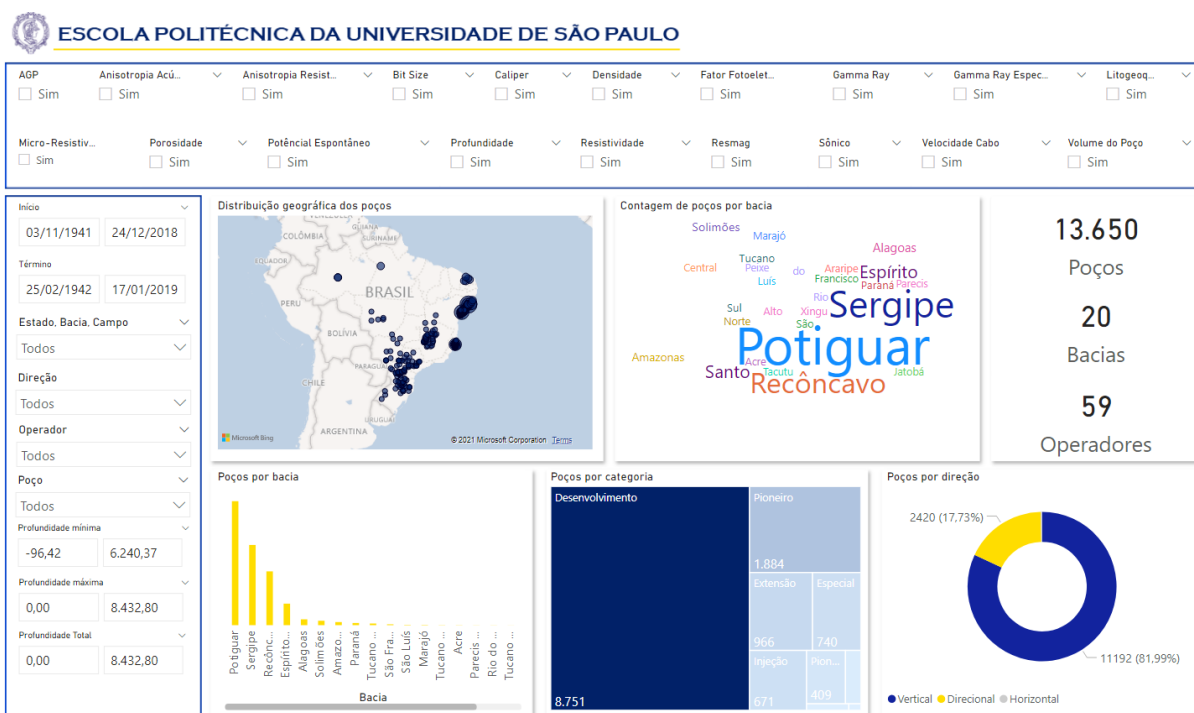 ESCOLA POLITÉCNICA DA UNIVERSIDADE DE SÃO PAULO
AGP Anisotropia Acú... Anisotropia Resist... Bit Size Caliper Densidade Fator Fotoelet... Gamma Ray Gamma Ray Espec... Litogeoq...
Sim Sim Sim Sim Sim Sim Sim Sim Sim Sim
Micro-Resistiv... Porosidade Potêncial Espontâneo Profundidade Resistividade Resmag Sônico Velocidade Cabo Volume do Poço
Sim Sim Sim Sim Sim Sim Sim Sim Sim
Início
03/11/1941 24/12/2018
Término
25/02/1942 17/01/2019
Estado, Bacia, Campo
Todos
Direção
Todos
Operador
Todos
Poço
Todos
Profundidade mínima
-96,42 6.240,37
Profundidade máxima
0,00 8.432,80
Profundidade Total
0,00 8.432,80
Distribuição geográfica dos poços
VENEZUELA
GUIANA
COLÔMBIA
SURINAME
EQUADOR
BRASIL
PERU
BOLÍVIA
PARAGUAI
CHILE
URUGUAI
ARGENTINA
Microsoft Bing
© 2021 Microsoft Corporation Terms
Contagem de poços por bacia
Solimões
Marajó
Alagoas
Tucano
Central
Peixe
do
Araripe
Espírito
Luís
Francisco
Paraná
Parecis
Rio
Sergipe
Sul
Alto
Xingu
Norte
São
Potiguar
Amazonas
Acre
Santo
Tacutu
Jatobá
Recôncavo
13.650
Poços
20
Bacias
59
Operadores
Poços por bacia
Potiguar
Sergipe
Recônc...
Espírito...
Alagoas
Solimões
Amazo...
Paraná
Tucano ...
São Fra...
São Luís
Marajó
Tucano ...
Acre
Parecis ...
Rio do ...
Tucano ...
Bacia
Poços por categoria
Desenvolvimento
8.751
Pioneiro
1.884
Extensão
966
Especial
740
Injeção
671
Pion...
409
Poços por direção
2420 (17,73%)
11192 (81,99%)
Vertical Direcional Horizontal